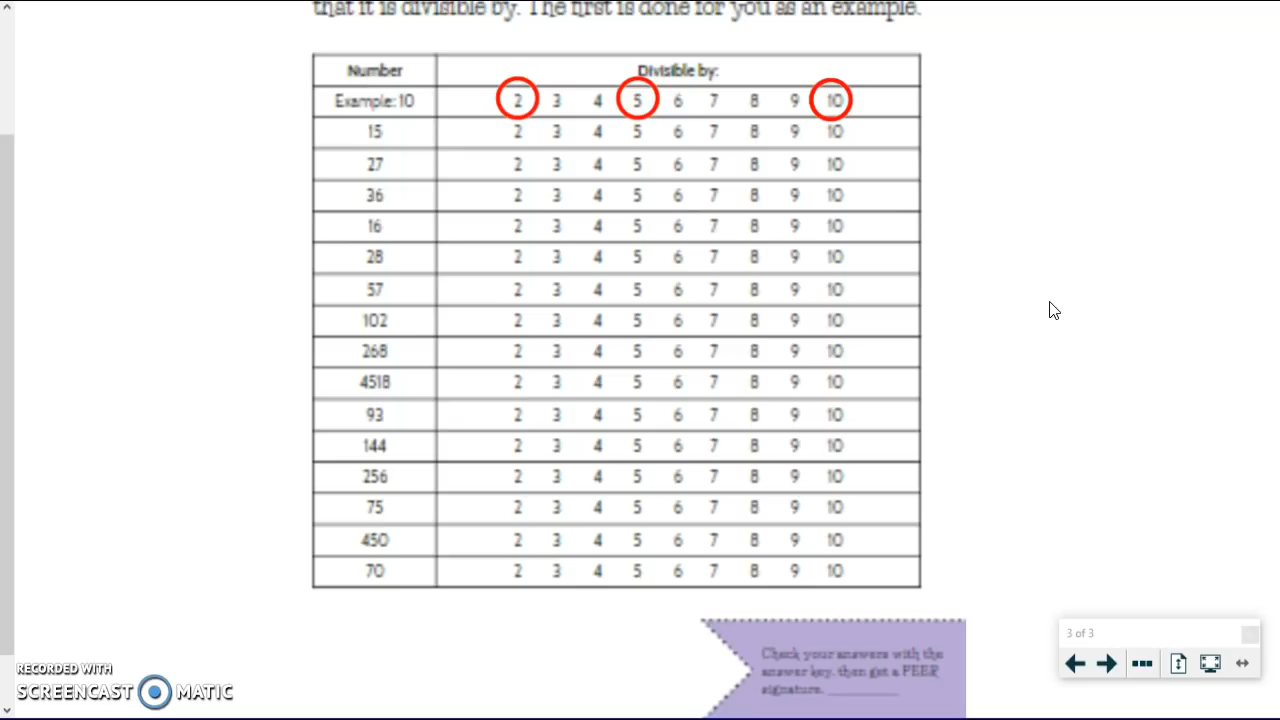 that it is divisible by. The first is done for you as an example.
Number Divisible by:
Example: 10 2 3 4 5 6 7 8 9 10
15 2 3 4 5 6 7 8 9 10
27 2 3 4 5 6 7 8 9 10
36 2 3 4 5 6 7 8 9 10
16 2 3 4 5 6 7 8 9 10
28 2 3 4 5 6 7 8 9 10
57 2 3 4 5 6 7 8 9 10
102 2 3 4 5 6 7 8 9 10
268 2 3 4 5 6 7 8 9 10
4518 2 3 4 5 6 7 8 9 10
93 2 3 4 5 6 7 8 9 10
144 2 3 4 5 6 7 8 9 10
256 2 3 4 5 6 7 8 9 10
75 2 3 4 5 6 7 8 9 10
450 2 3 4 5 6 7 8 9 10
70 2 3 4 5 6 7 8 9 10
Check your answers with the
answer key, then get a PEER
signature. __________
3 of 3
RECORDED WITH
SCREENCAST MATIC